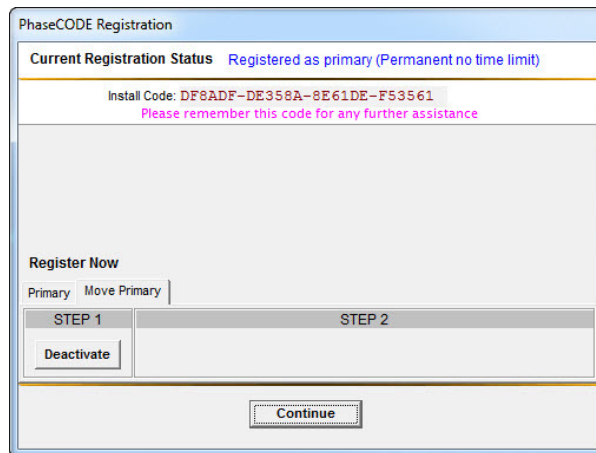 PhaseCODE Registration
Current Registration Status Registered as primary (Permanent no time limit)
Install Code: DF8ADF-DE358A-8E61DE-F53561
Please remember this code for any further assistance
Register Now
Primary Move Primary
STEP 1 STEP 2
Deactivate
Continue